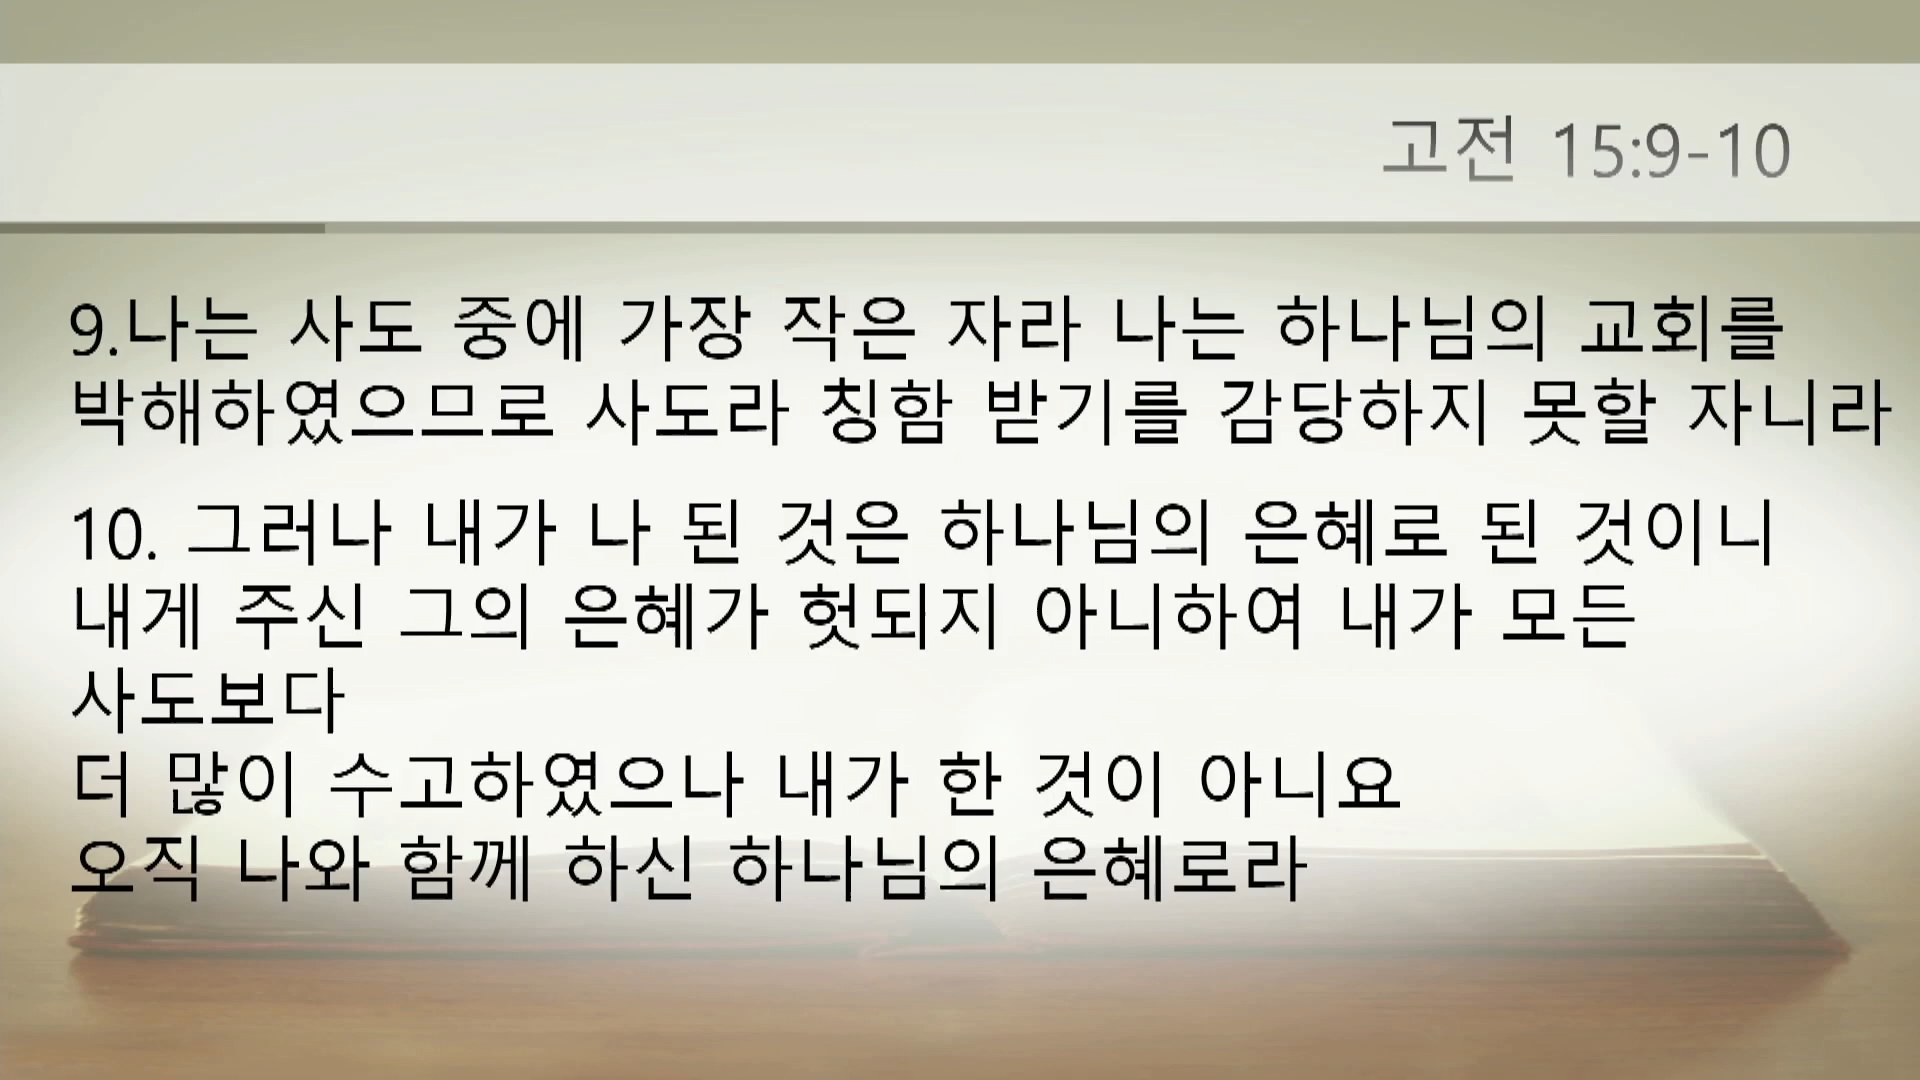 고전 15:9-10
9.나는 사도 중에 가장 작은 자라 나는 하나님의 교회를
박해하였으므로 사도라 칭함 받기를 감당하지 못할 자니라
10. 그러나 내가 나 된 것은 하나님의 은혜로 된 것이니
내게 주신 그의 은혜가 헛되지 아니하여 내가 모든
사도보다
더 많이 수고하였으나 내가 한 것이 아니요
오직 나와 함께 하신 하나님의 은혜로라